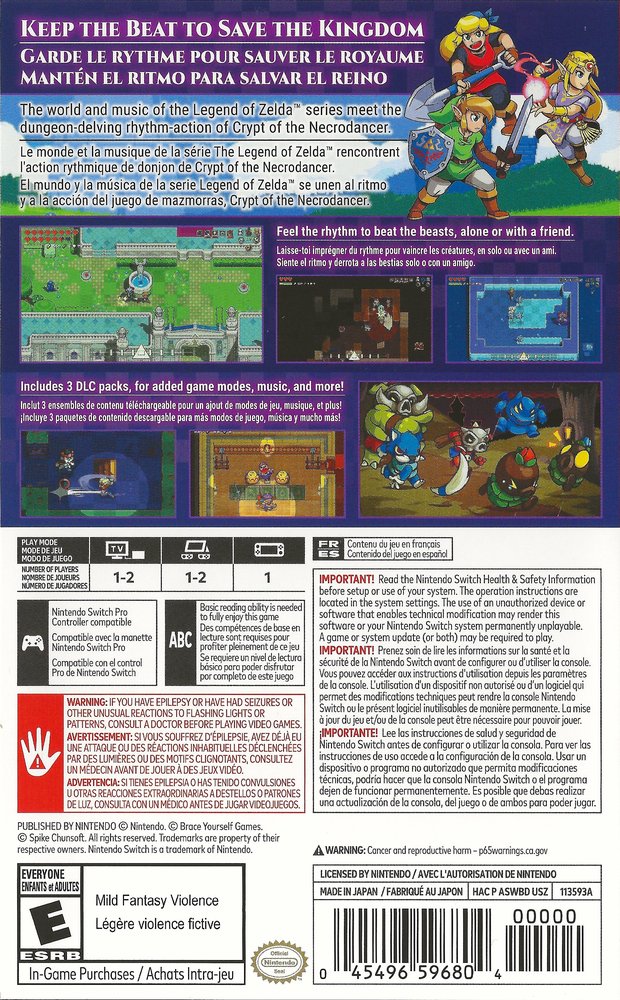 KEEP THE BEAT TO SAVE THE KINGDOM
GARDE LE RYTHME POUR SAUVER LE ROYAUME
MANTÉN EL RITMO PARA SALVAR EL REINO
The world and music of the Legend of Zelda™ series meet the
dungeon-delving rhythm-action of Crypt of the Necrodancer.
Le monde et la musique de la série The Legend of Zelda™ rencontrent
l'action rythmique de donjon de Crypt of the Necrodancer.
El mundo y la música de la serie Legend of Zelda™ se unen al ritmo
y a la acción del juego de mazmorras, Crypt of the Necrodancer.
Feel the rhythm to beat the beasts, alone or with a friend.
Laisse-toi imprégner du rythme pour vaincre les créatures, en solo ou avec un ami.
Siente el ritmo y derrota a las bestias solo o con un amigo.
Includes 3 DLC packs, for added game modes, music, and more!
Inclut 3 ensembles de contenu téléchargeable pour un ajout de modes de jeu, musique, et plus!
¡Incluye 3 paquetes de contenido descargable para más modos de juego, música y mucho más!
PLAY MODE
MODE DE JEU
MODO DE JUEGO
TV
NUMBER OF PLAYERS
NOMBRE DE JOUEURS
NÚMERO DE JUGADORES
1-2
1-2
1
FR
ES
Contenu du jeu en français
Contenido del juego en español
Nintendo Switch Pro
Controller compatible
Compatible avec la manette
Nintendo Switch Pro
Compatible con el control
Pro de Nintendo Switch
ABC
Basic reading ability is needed
to fully enjoy this game
Des compétences de base en
lecture sont requises pour
profiter pleinement de ce jeu
Se requiere un nivel de lectura
básico para poder disfrutar
por completo de este juego
WARNING: IF YOU HAVE EPILEPSY OR HAVE HAD SEIZURES OR
OTHER UNUSUAL REACTIONS TO FLASHING LIGHTS OR
PATTERNS, CONSULT A DOCTOR BEFORE PLAYING VIDEO GAMES.
AVERTISSEMENT: SI VOUS SOUFFREZ D'ÉPILEPSIE, AVEZ DÉJÀ EU
UNE ATTAQUE OU DES RÉACTIONS INHABITUELLES DÉCLENCHÉES
PAR DES LUMIÈRES OU DES MOTIFS CLIGNOTANTS, CONSULTEZ
UN MÉDECIN AVANT DE JOUER À DES JEUX VIDÉO.
ADVERTENCIA: SI TIENES EPILEPSIA O HAS TENIDO CONVULSIONES
U OTRAS REACCIONES EXTRAORDINARIAS A DESTELLOS O PATRONES
DE LUZ, CONSULTA CON UN MÉDICO ANTES DE JUGAR VIDEOJUEGOS.
IMPORTANT! Read the Nintendo Switch Health & Safety Information
before setup or use of your system. The operation instructions are
located in the system settings. The use of an unauthorized device or
software that enables technical modification may render this
software or your Nintendo Switch system permanently unplayable.
A game or system update (or both) may be required to play.
IMPORTANT! Prenez soin de lire les informations sur la santé et la
sécurité de la Nintendo Switch avant de configurer ou d'utiliser la console.
Vous pouvez accéder aux instructions d'utilisation depuis les paramètres
de la console. L'utilisation d'un dispositif non autorisé ou d'un logiciel qui
permet des modifications techniques peut rendre la console Nintendo
Switch ou le présent logiciel inutilisables de manière permanente. La mise
à jour du jeu et/ou de la console peut être nécessaire pour pouvoir jouer.
¡IMPORTANTE! Lee las instrucciones de salud y seguridad de
Nintendo Switch antes de configurar o utilizar la consola. Para ver las
instrucciones de uso accede a la configuración de la consola. Usar un
dispositivo o programa no autorizado que permita modificaciones
técnicas, podría hacer que la consola Nintendo Switch o el programa
dejen de funcionar permanentemente. Es posible que debas realizar
una actualización de la consola, del juego o de ambos para poder jugar.
PUBLISHED BY NINTENDO © Nintendo. © Brace Yourself Games.
© Spike Chunsoft. All rights reserved. Trademarks are property of their
respective owners. Nintendo Switch is a trademark of Nintendo.
WARNING: Cancer and reproductive harm – p65warnings.ca.gov
EVERYONE
ENFANTS et ADULTES
E
ESRB
Mild Fantasy Violence
Légère violence fictive
In-Game Purchases / Achats Intra-jeu
Official
Nintendo
Seal
LICENSED BY NINTENDO / AVEC L'AUTORISATION DE NINTENDO
MADE IN JAPAN / FABRIQUÉ AU JAPON
HAC P ASWBD USZ
113593A
00000
0 45496 59680 4